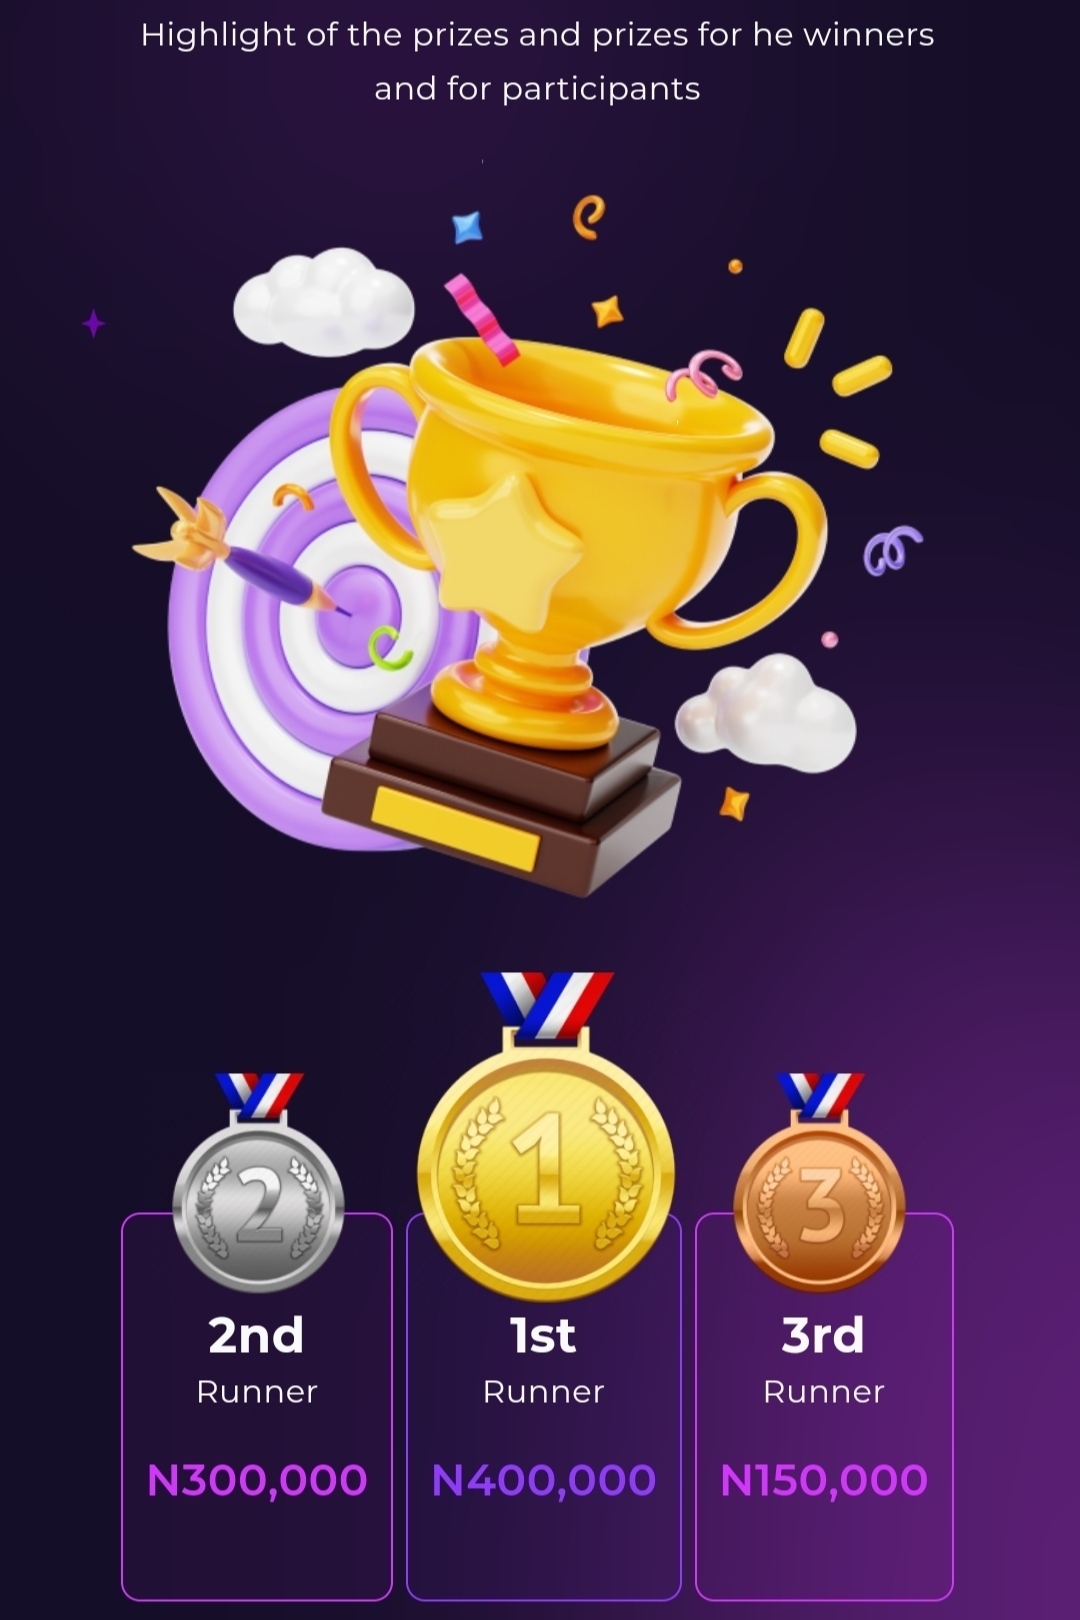 Highlight of the prizes and prizes for he winners
and for participants
2
1
3
2nd
Runner
N300,000
1st
Runner
N400,000
3rd
Runner
N150,000